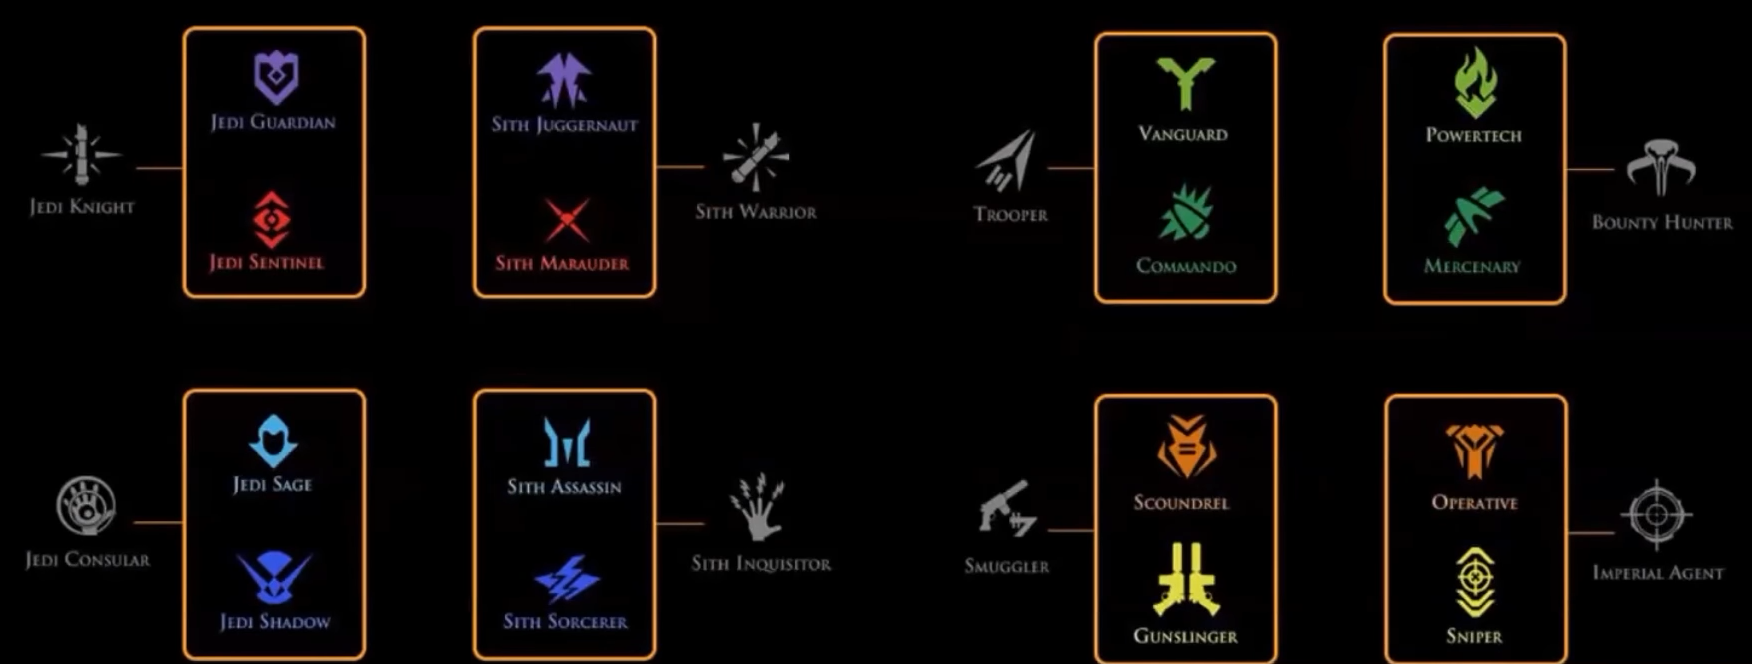 Jedi Guardian
Jedi Knight
Jedi Sentinel
Sith Juggernaut
Sith Warrior
Sith Marauder
Vanguard
Trooper
Commando
Powertech
Bounty Hunter
Mercenary
Jedi Sage
Jedi Consular
Jedi Shadow
Sith Assassin
Sith Inquisitor
Sith Sorcerer
Scoundrel
Smuggler
Gunslinger
Operative
Imperial Agent
Sniper